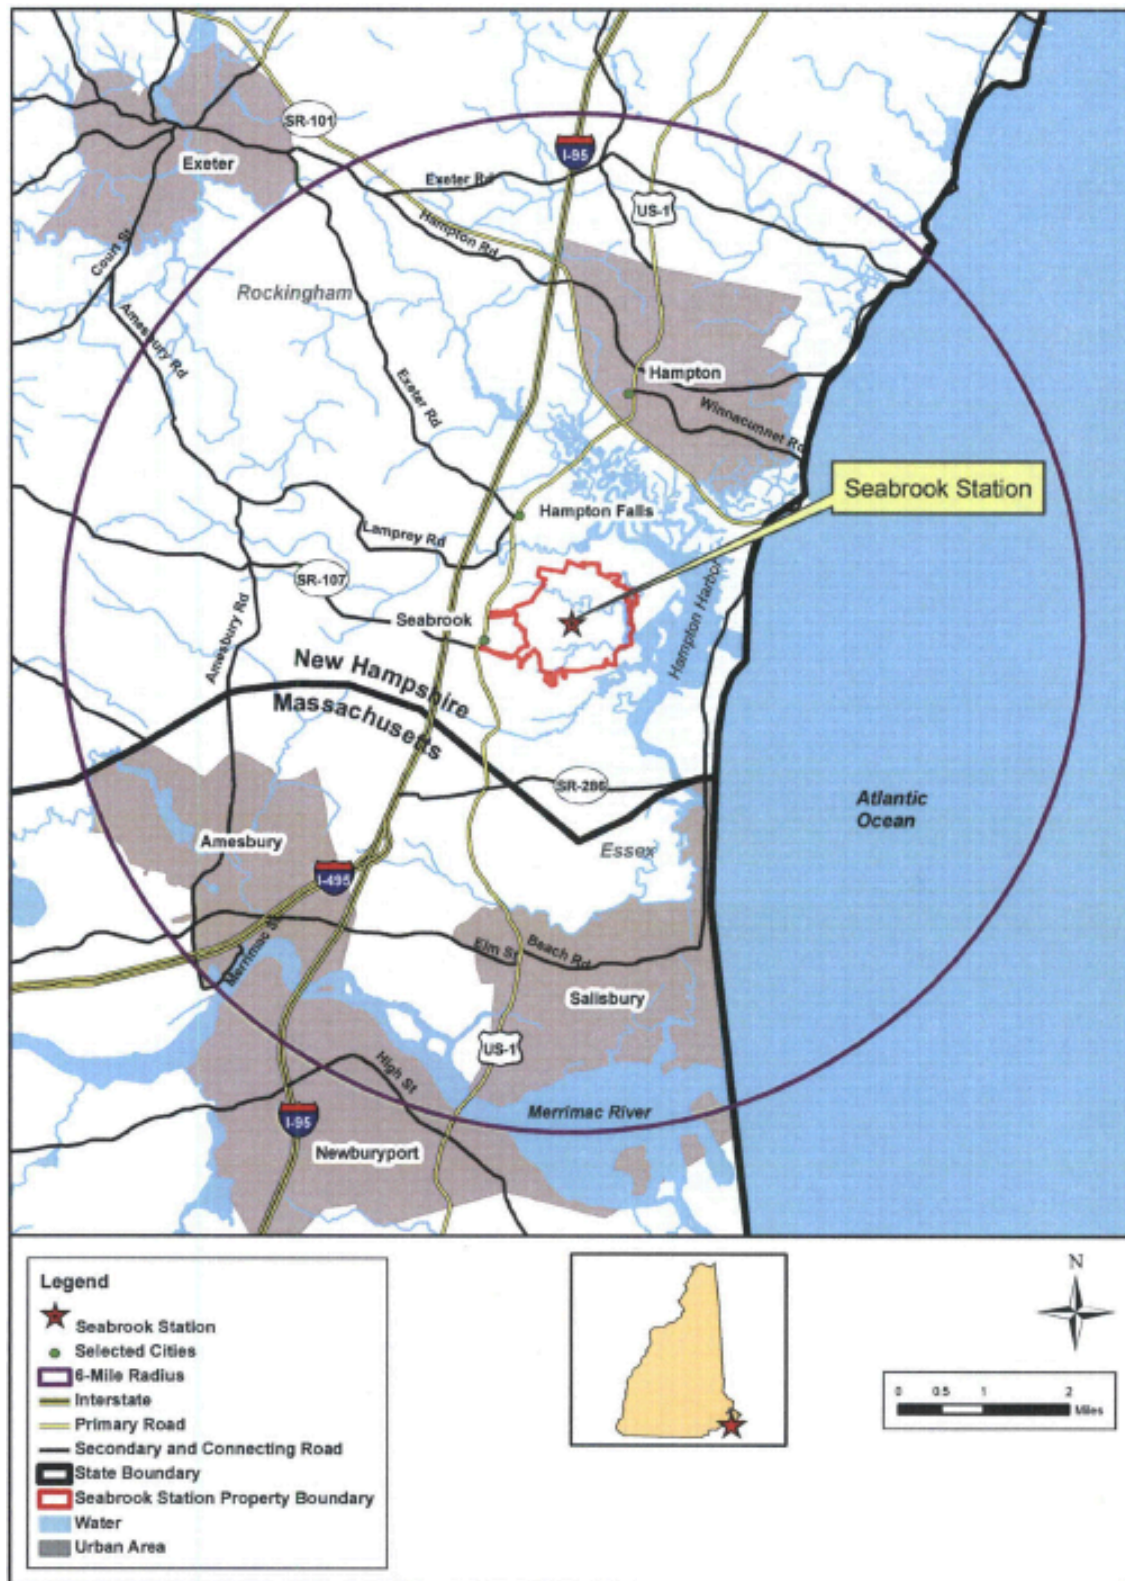 SR-101
I-95
Exeter
Exeter Rd
US-1
Hampton Rd
Court St
Rockingham
Amesbury Rd
Hampton
Exeter Rd
Winnacunnet Rd
Seabrook Station
Hampton Falls
Lamprey Rd
SR-107
Hampton Harbor
Amesbury Rd
Seabrook
New Hampshire
Massachusetts
SR-286
Atlantic
Ocean
Amesbury
Essex
I-495
Merrimac St
Elm St
Beach Rd
Salisbury
US-1
High St
I-95
Merrimac River
Newburyport
Legend
Seabrook Station
Selected Cities
6-Mile Radius
Interstate
Primary Road
Secondary and Connecting Road
State Boundary
Seabrook Station Property Boundary
Water
Urban Area
N
0 0.5 1 2
Miles